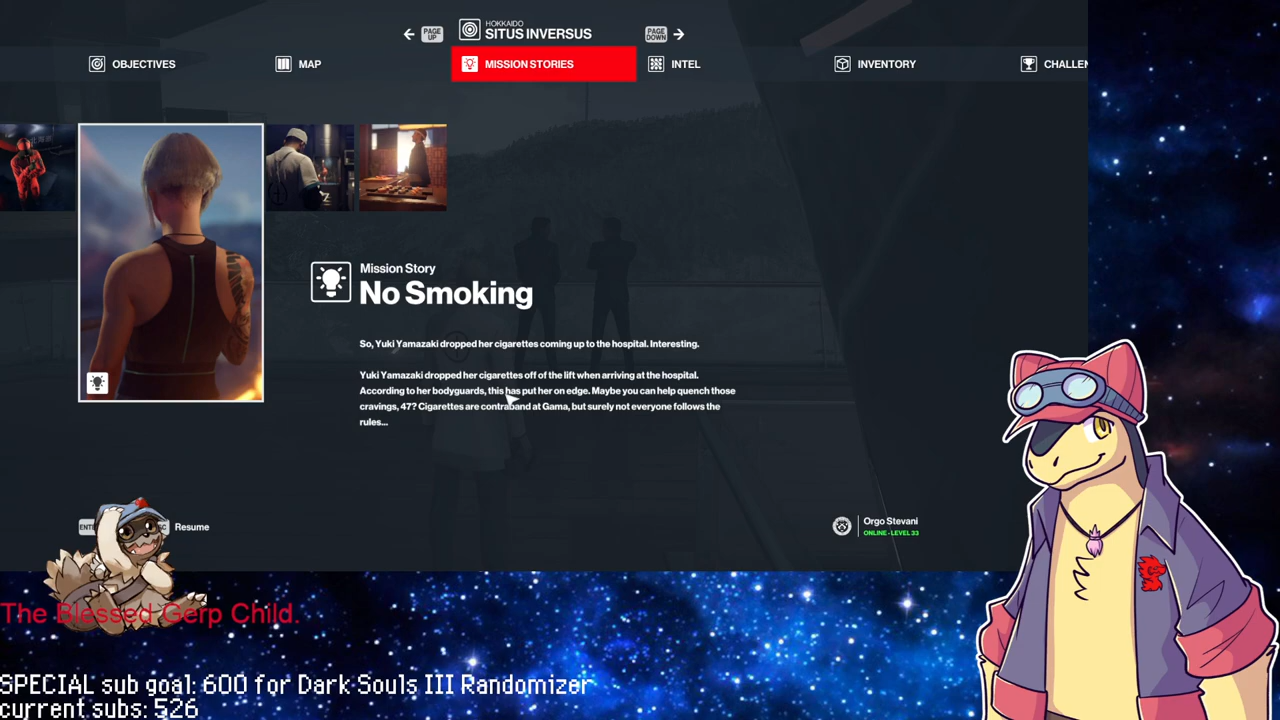 PAGE UP
HOKKAIDO
SITUS INVERSUS
PAGE DOWN
OBJECTIVES
MAP
MISSION STORIES
INTEL
INVENTORY
CHALLEN
Mission Story
No Smoking
So, Yuki Yamazaki dropped her cigarettes coming up to the hospital. Interesting.
Yuki Yamazaki dropped her cigarettes off of the lift when arriving at the hospital.
According to her bodyguards, this has put her on edge. Maybe you can help quench those
cravings, 47? Cigarettes are contraband at Gama, but surely not everyone follows the
rules...
Resume
Orgo Stevani
ONLINE - LEVEL 33
The Blessed Gerp Child.
SPECIAL sub goal: 600 for Dark Souls III Randomizer
current subs: 526